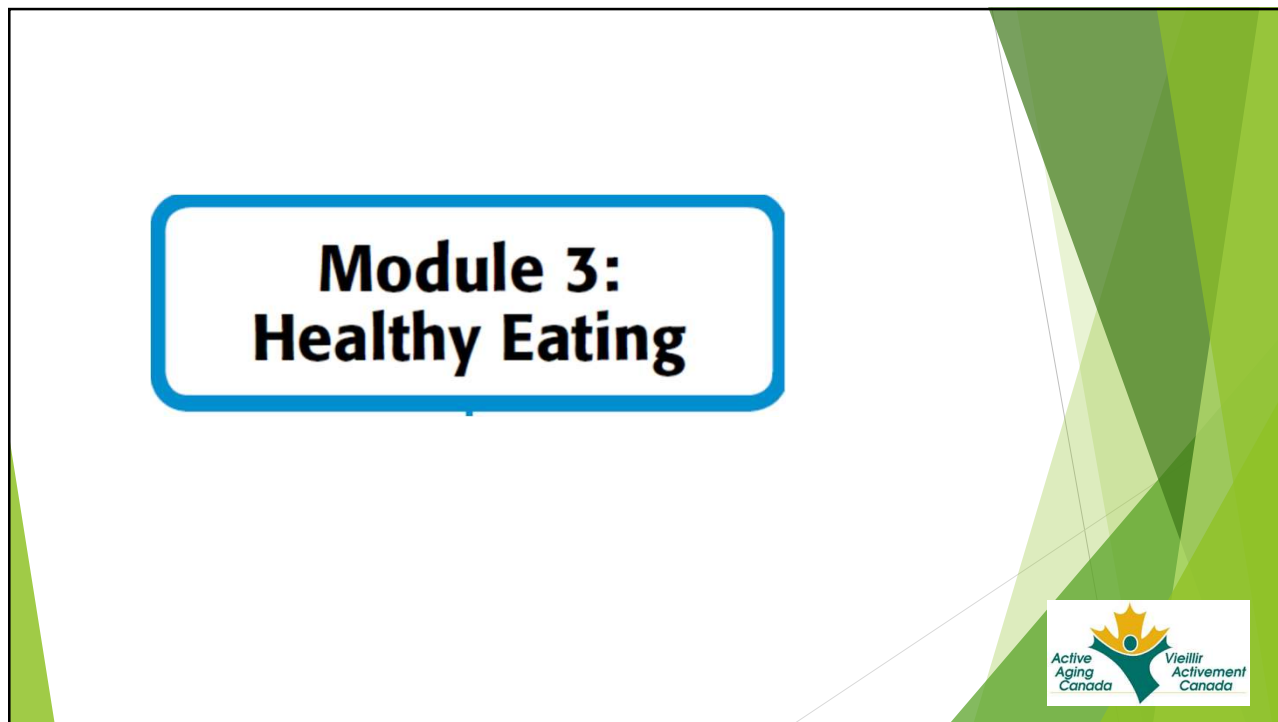 Module 3:
Healthy Eating
Active
Aging
Canada
Vieillir
Activement
Canada